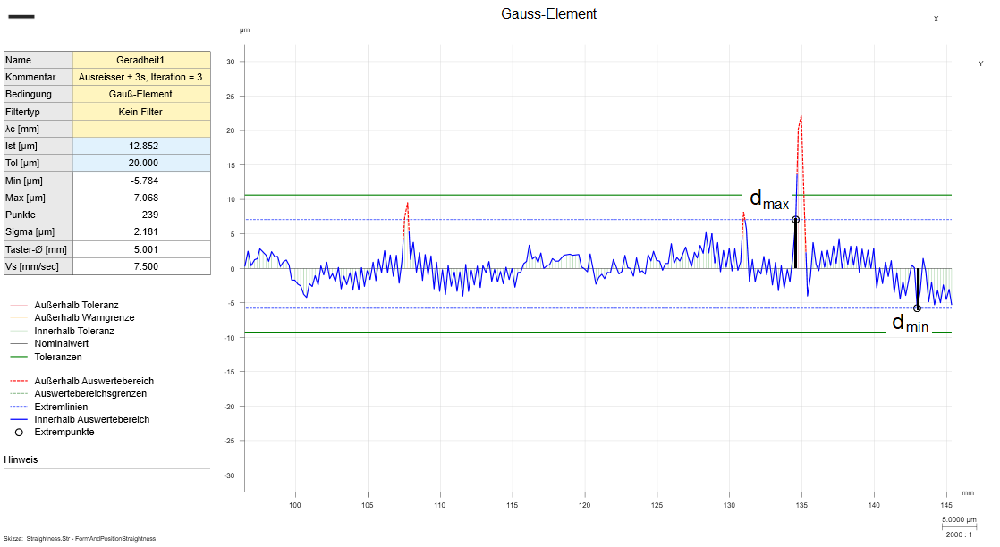 Gauss-Element
Name Geradheit1
Kommentar Ausreisser ± 3s, Iteration = 3
Bedingung Gauß-Element
Filtertyp Kein Filter
λc [mm] -
Ist [µm] 12.852
Tol [µm] 20.000
Min [µm] -5.784
Max [µm] 7.068
Punkte 239
Sigma [µm] 2.181
Taster-Ø [mm] 5.001
Vs [mm/sec] 7.500
Außerhalb Toleranz
Außerhalb Warngrenze
Innerhalb Toleranz
Nominalwert
Toleranzen
Außerhalb Auswertebereich
Auswertebereichsgrenzen
Extremlinien
Innerhalb Auswertebereich
Extrempunkte
Hinweis
Skizze: Straightness.Str - FormAndPositionStraightness
µm
30
25
20
15
10
5
0
-5
-10
-15
-20
-25
-30
dmax
dmin
100 105 110 115 120 125 130 135 140 145
mm
X
Y
5.0000 µm
2000 : 1